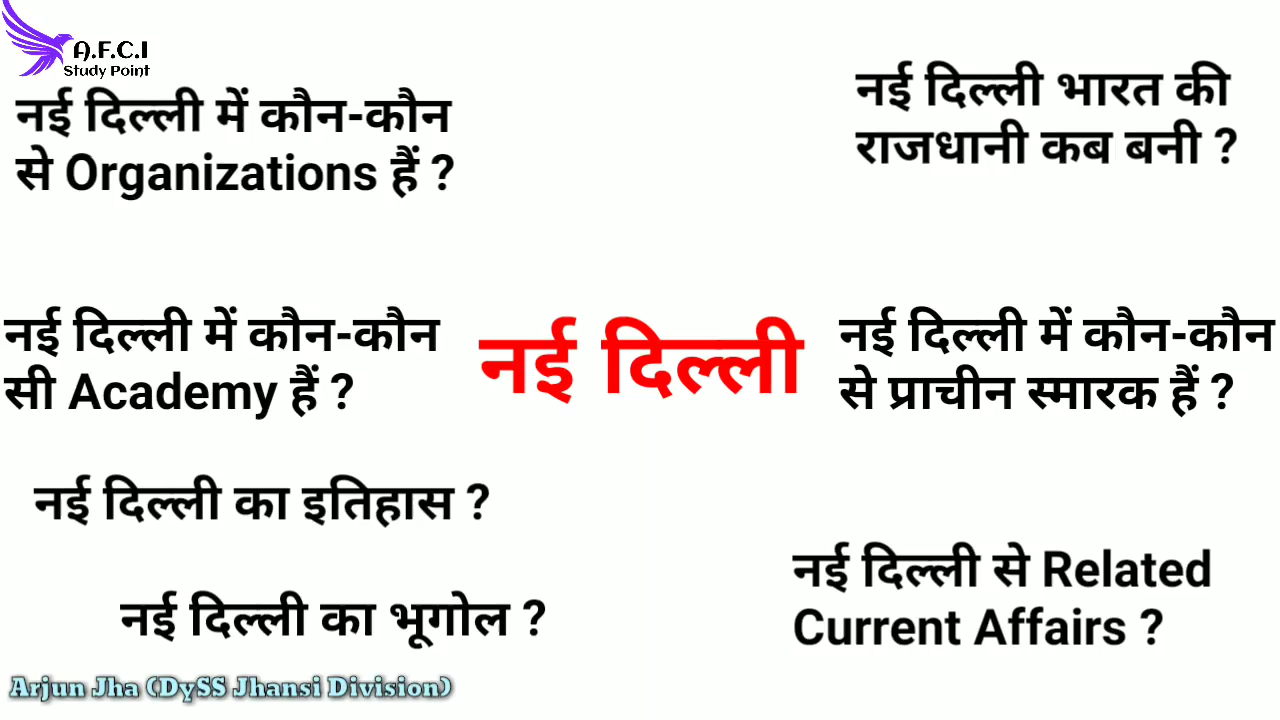 A.F.C.I
Study Point
नई दिल्ली में कौन-कौन
से Organizations हैं ?
नई दिल्ली भारत की
राजधानी कब बनी ?
नई दिल्ली में कौन-कौन
सी Academy हैं ?
नई दिल्ली
नई दिल्ली में कौन-कौन
से प्राचीन स्मारक हैं ?
नई दिल्ली का इतिहास ?
नई दिल्ली से Related
Current Affairs ?
नई दिल्ली का भूगोल ?
Arjun Jha (DySS Jhansi Division)